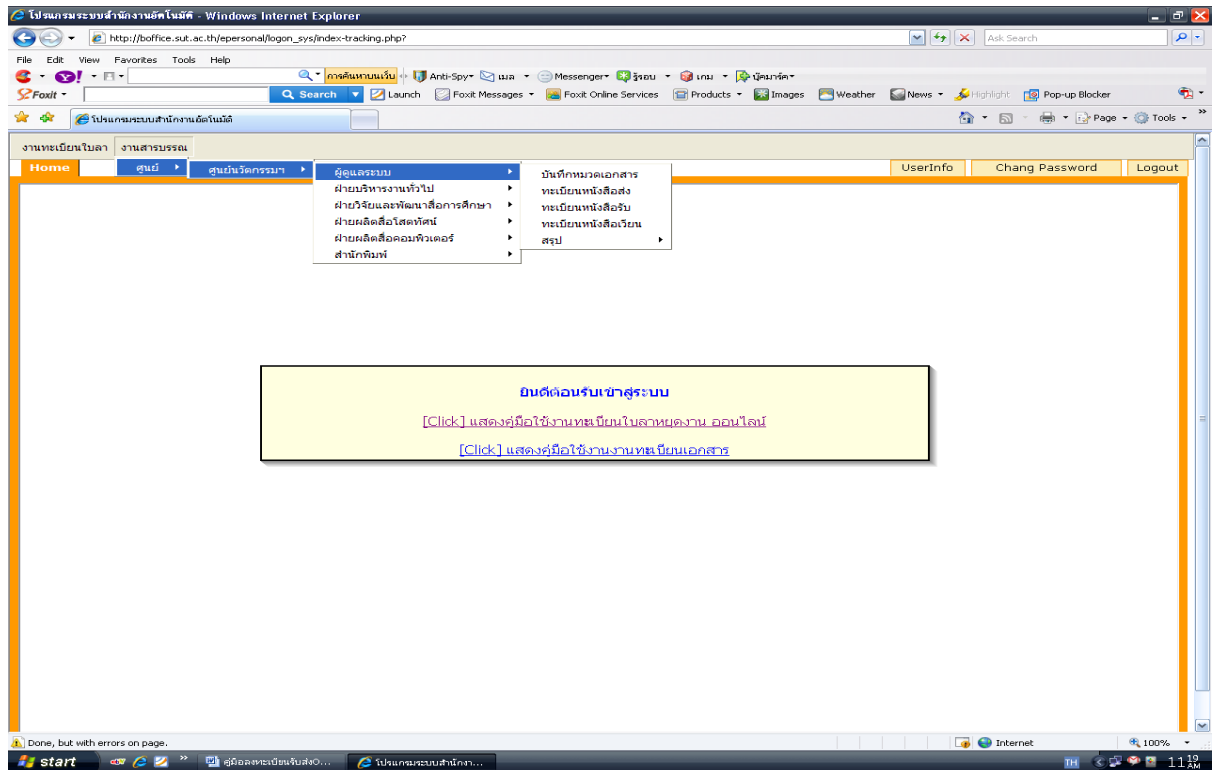 โปรแกรมระบบสำนักงานอัตโนมัติ - Windows Internet Explorer
http://boffice.sut.ac.th/epersonal/logon_sys/index-tracking.php?
Ask Search
File Edit View Favorites Tools Help
การค้นหาบนเว็บ Anti-Spy เมล Messenger รู้รอบ เกม บุ๊คมาร์ค
Foxit Search Launch Foxit Messages Foxit Online Services Products Images Weather News Highlight Pop-up Blocker
โปรแกรมระบบสำนักงานอัตโนมัติ Page Tools
งานทะเบียนใบลา งานสารบรรณ
Home ศูนย์ ศูนย์นวัตกรรมฯ ผู้ดูแลระบบ บันทึกหมวดเอกสาร UserInfo Chang Password Logout
ฝ่ายบริหารงานทั่วไป ทะเบียนหนังสือส่ง
ฝ่ายวิจัยและพัฒนาสื่อการศึกษา ทะเบียนหนังสือรับ
ฝ่ายผลิตสื่อโสตทัศน์ ทะเบียนหนังสือเวียน
ฝ่ายผลิตสื่อคอมพิวเตอร์ สรุป
สำนักพิมพ์
ยินดีต้อนรับเข้าสู่ระบบ
[Click] แสดงคู่มือใช้งานทะเบียนใบลาหยุดงาน ออนไลน์
[Click] แสดงคู่มือใช้งานงานทะเบียนเอกสาร
Done, but with errors on page. Internet 100%
start คู่มือลงทะเบียนรับส่งO... โปรแกรมระบบสำนักงา... TH 11:19 AM